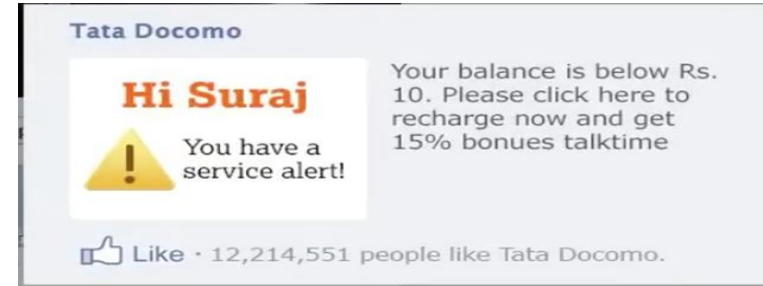 Tata Docomo
Hi Suraj
You have a
service alert!
Your balance is below Rs.
10. Please click here to
recharge now and get
15% bonues talktime
Like · 12,214,551 people like Tata Docomo.